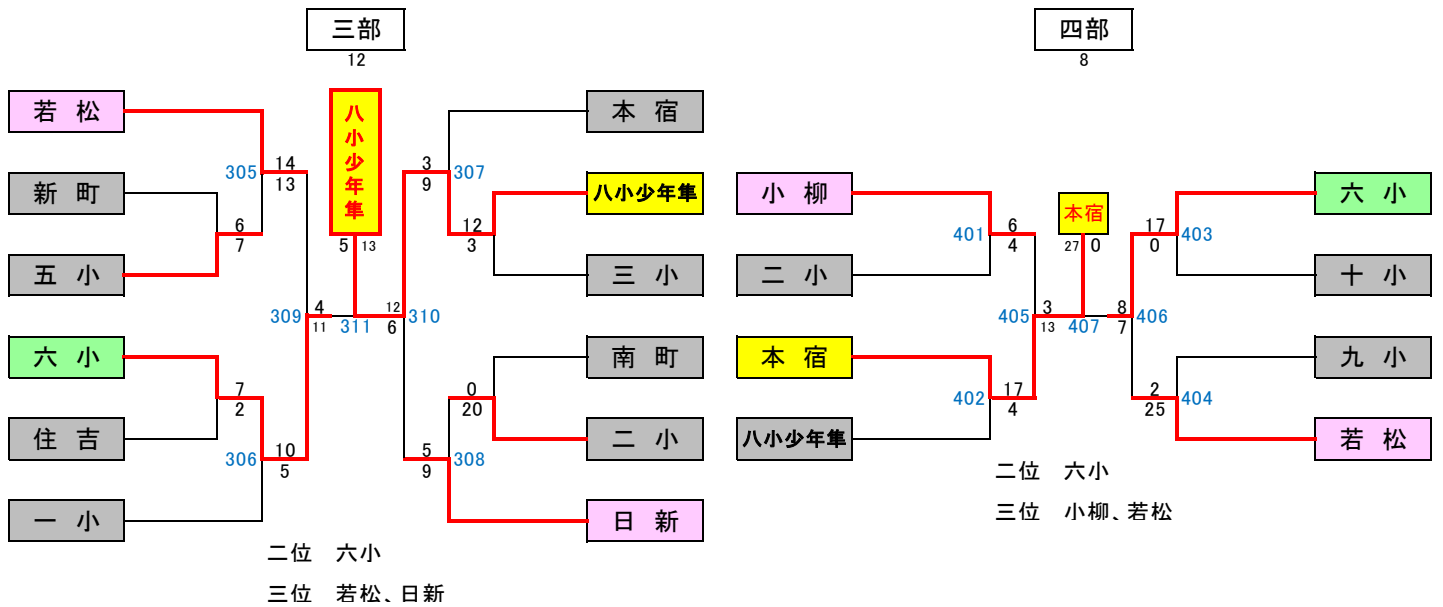 三部
12
若松
新町
五小
六小
住吉
一小
305
14
13
6
7
309
4
11
7
2
306
10
5
八小少年隼
5 13
311
12
6
310
3
9
307
12
3
0
20
5
9
308
本宿
八小少年隼
三小
南町
二小
日新
二位 六小
三位 若松、日新
四部
8
小柳
二小
本宿
八小少年隼
401
6
4
405
3
13
402
17
4
本宿
27 0
407
8
7
406
17
0
403
2
25
404
六小
十小
九小
若松
二位 六小
三位 小柳、若松